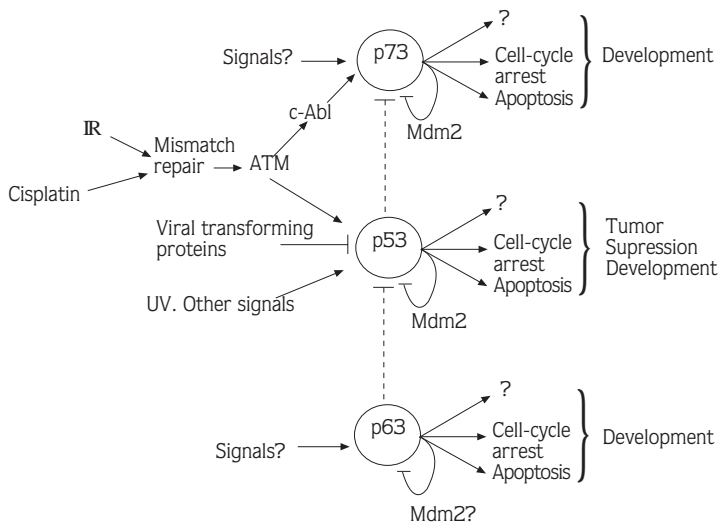 ?
p73
Signals?
Cell-cycle
arrest
Apoptosis
Development
c-Abl
Mdm2
IR
Mismatch
repair
ATM
Cisplatin
?
Viral transforming
proteins
p53
Cell-cycle
arrest
Apoptosis
Tumor
Supression
Development
UV. Other signals
Mdm2
?
p63
Signals?
Cell-cycle
arrest
Apoptosis
Development
Mdm2?